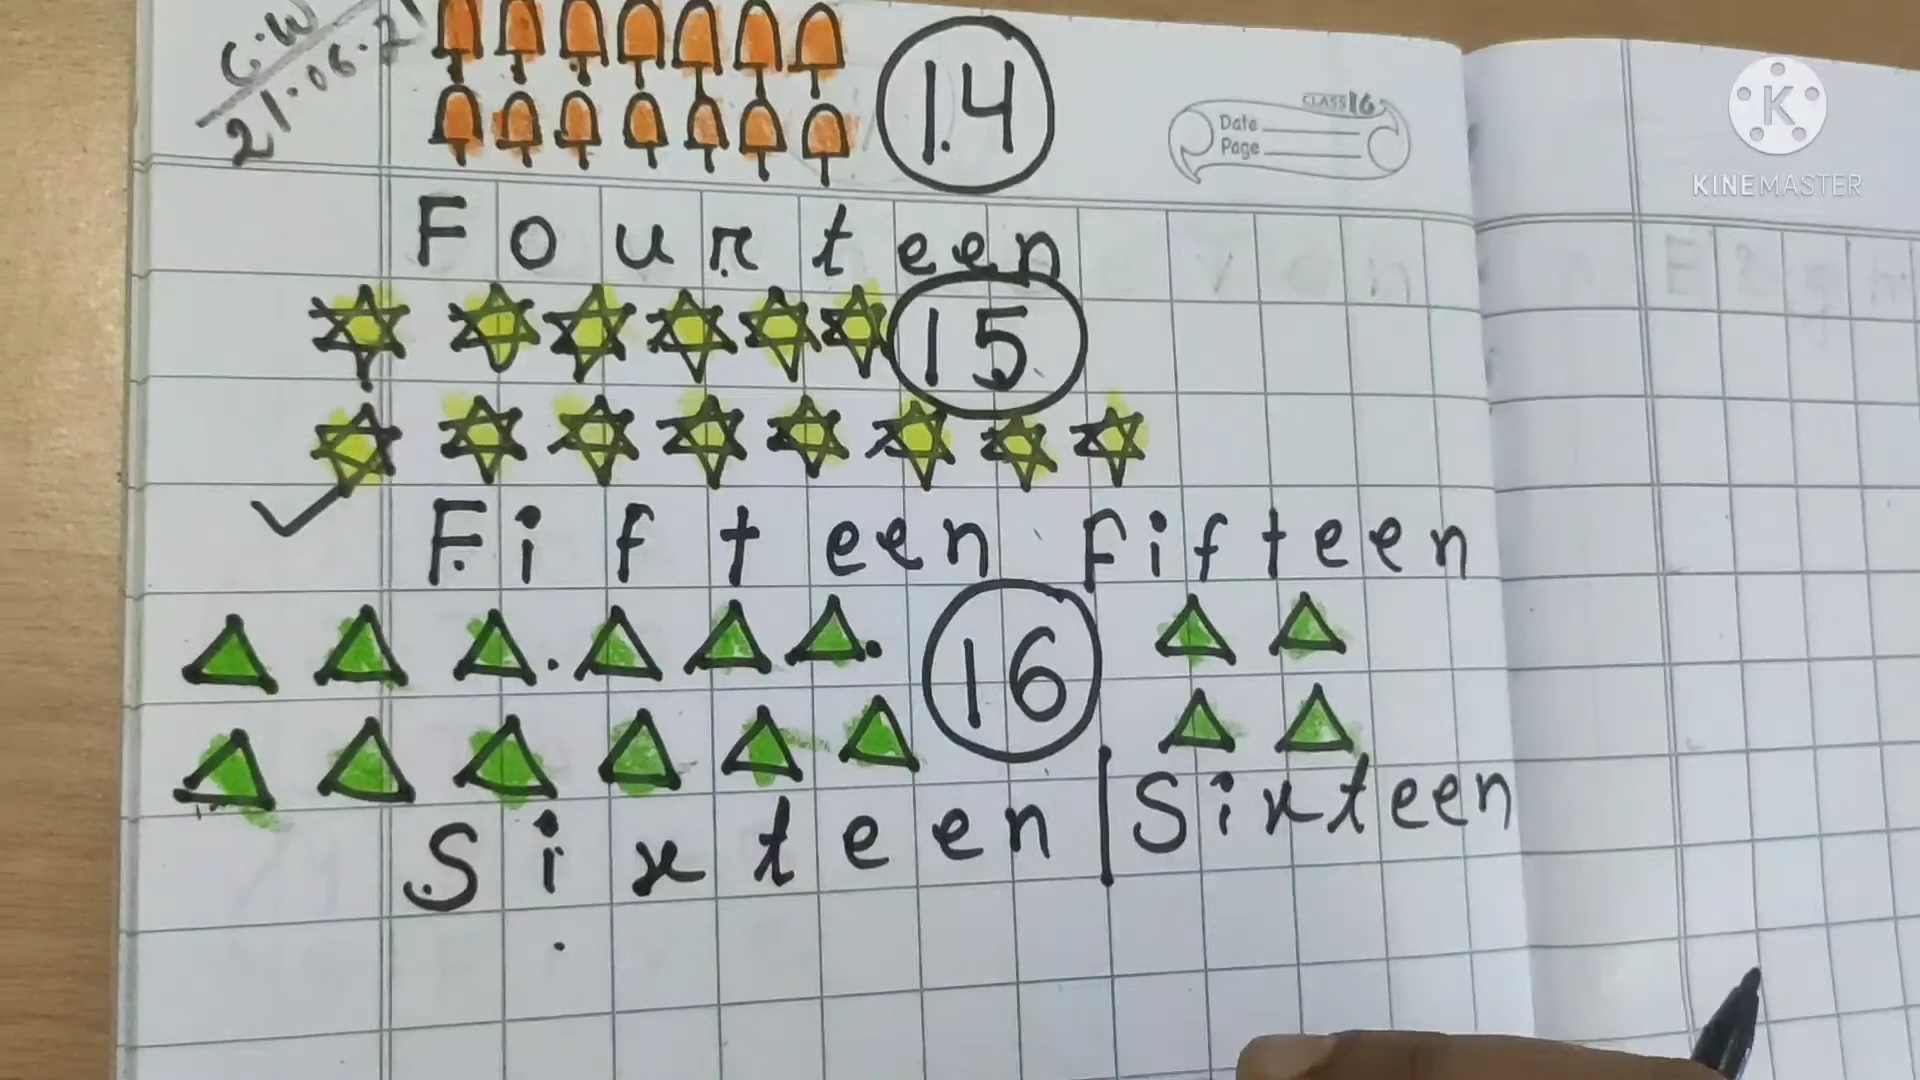 C.W
21.06.21
14
CLASS 16
Date
Page
KINEMASTER
Fourteen
15
Fifteen Fifteen
16
Sixteen | Sixteen